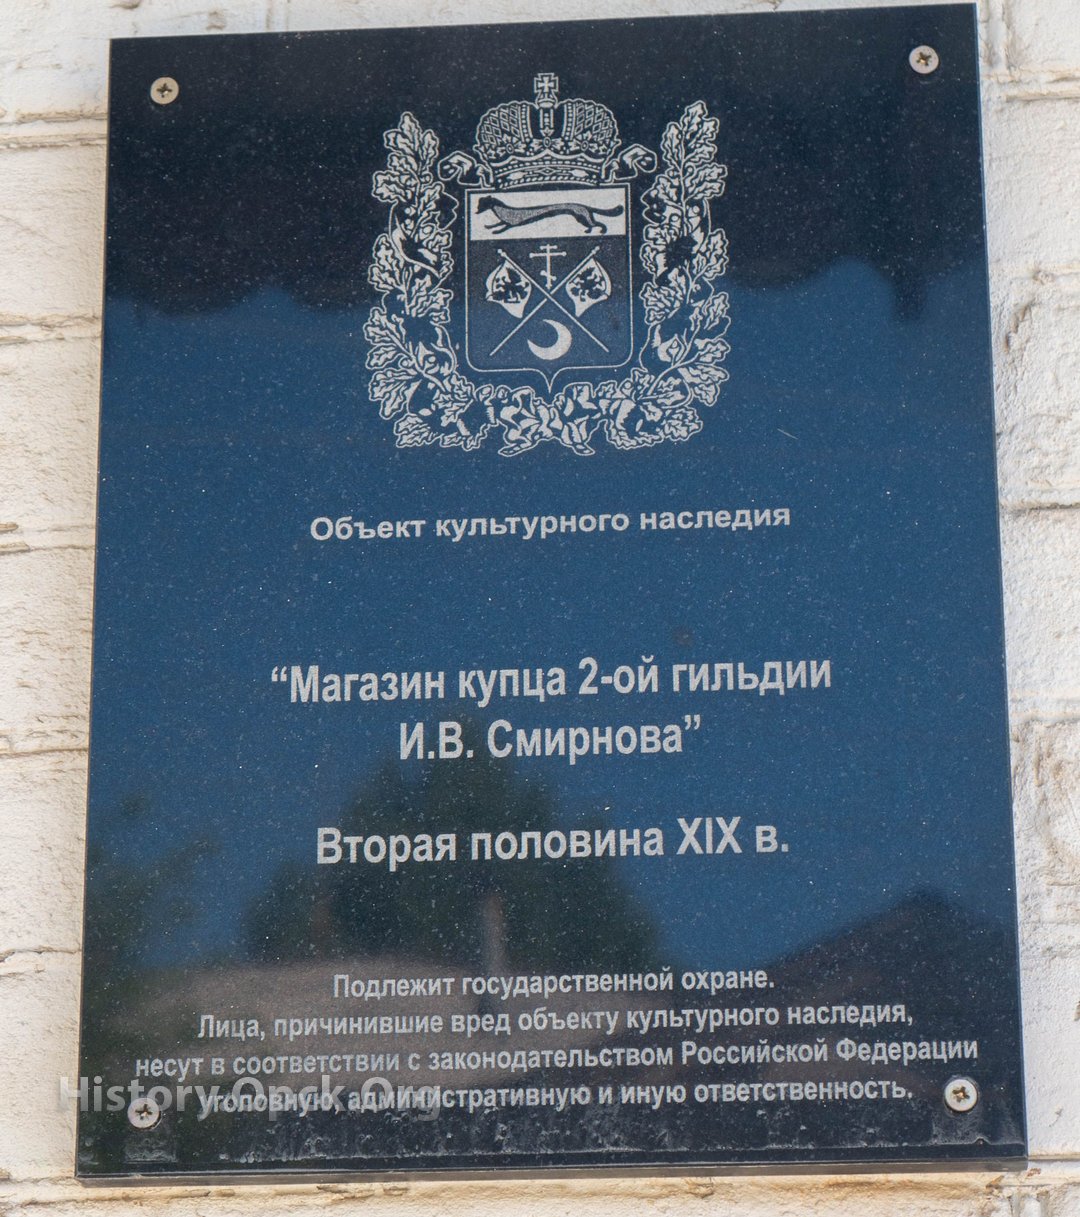 Объект культурного наследия
“Магазин купца 2-ой гильдии
И.В. Смирнова”
Вторая половина XIX в.
Подлежит государственной охране.
Лица, причинившие вред объекту культурного наследия,
несут в соответствии с законодательством Российской Федерации
уголовную, административную и иную ответственность.
History.Opck.Org